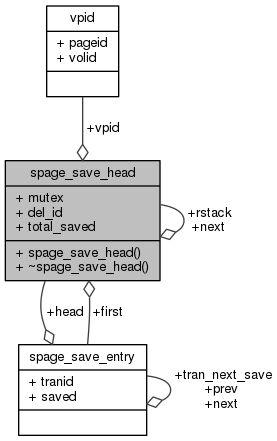 vpid
+ pageid
+ volid
+vpid
spage_save_head
+ mutex
+ del_id
+ total_saved
+ spage_save_head()
+ ~spage_save_head()
+rstack
+next
+head
+first
spage_save_entry
+ tranid
+ saved
+tran_next_save
+prev
+next